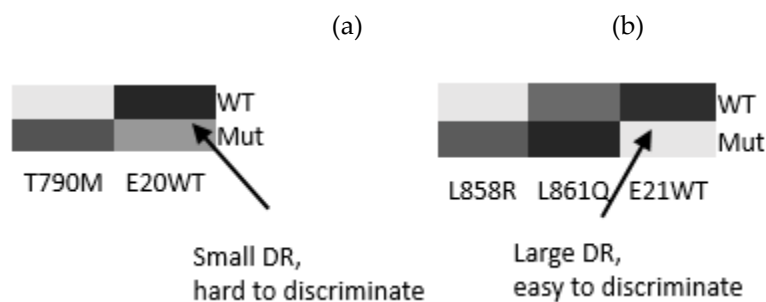 (a) (b)
WT
Mut
T790M E20WT
Small DR,
hard to discriminate
WT
Mut
L858R L861Q E21WT
Large DR,
easy to discriminate